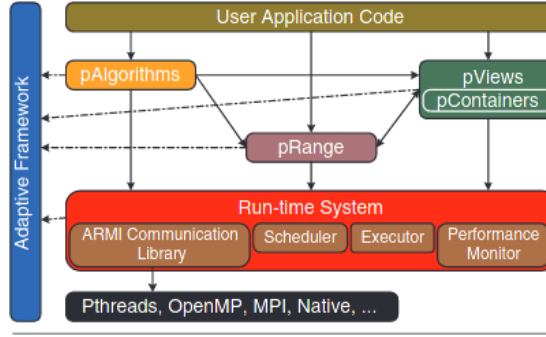 User Application Code
Adaptive Framework
pAlgorithms
pViews
pContainers
pRange
Run-time System
ARMI Communication
Library
Scheduler
Executor
Performance
Monitor
Pthreads, OpenMP, MPI, Native, ...